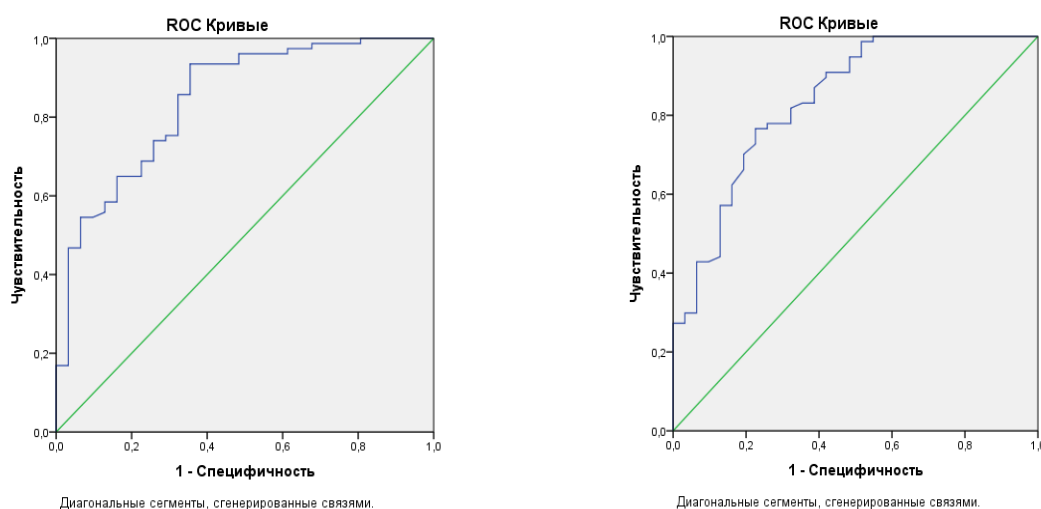 ROC Кривые
1,0
0,8
0,6
0,4
0,2
0,0
Чувствительность
0,0 0,2 0,4 0,6 0,8 1,0
1 - Специфичность
Диагональные сегменты, сгенерированные связями.
ROC Кривые
1,0
0,8
0,6
0,4
0,2
0,0
Чувствительность
0,0 0,2 0,4 0,6 0,8 1,0
1 - Специфичность
Диагональные сегменты, сгенерированные связями.